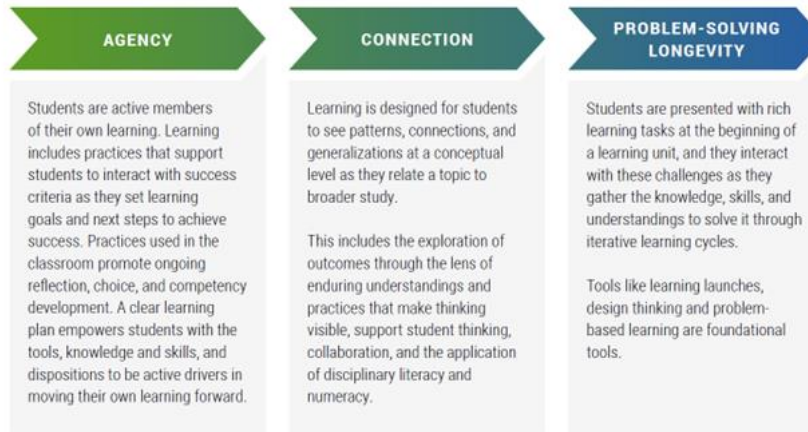 AGENCY
Students are active members
of their own learning. Learning
includes practices that support
students to interact with success
criteria as they set learning
goals and next steps to achieve
success. Practices used in the
classroom promote ongoing
reflection, choice, and competency
development. A clear learning
plan empowers students with the
tools, knowledge and skills, and
dispositions to be active drivers in
moving their own learning forward.
CONNECTION
Learning is designed for students
to see patterns, connections, and
generalizations at a conceptual
level as they relate a topic to
broader study.
This includes the exploration of
outcomes through the lens of
enduring understandings and
practices that make thinking
visible, support student thinking,
collaboration, and the application
of disciplinary literacy and
numeracy.
PROBLEM-SOLVING
LONGEVITY
Students are presented with rich
learning tasks at the beginning of
a learning unit, and they interact
with these challenges as they
gather the knowledge, skills, and
understandings to solve it through
iterative learning cycles.
Tools like learning launches,
design thinking and problem-
based learning are foundational
tools.